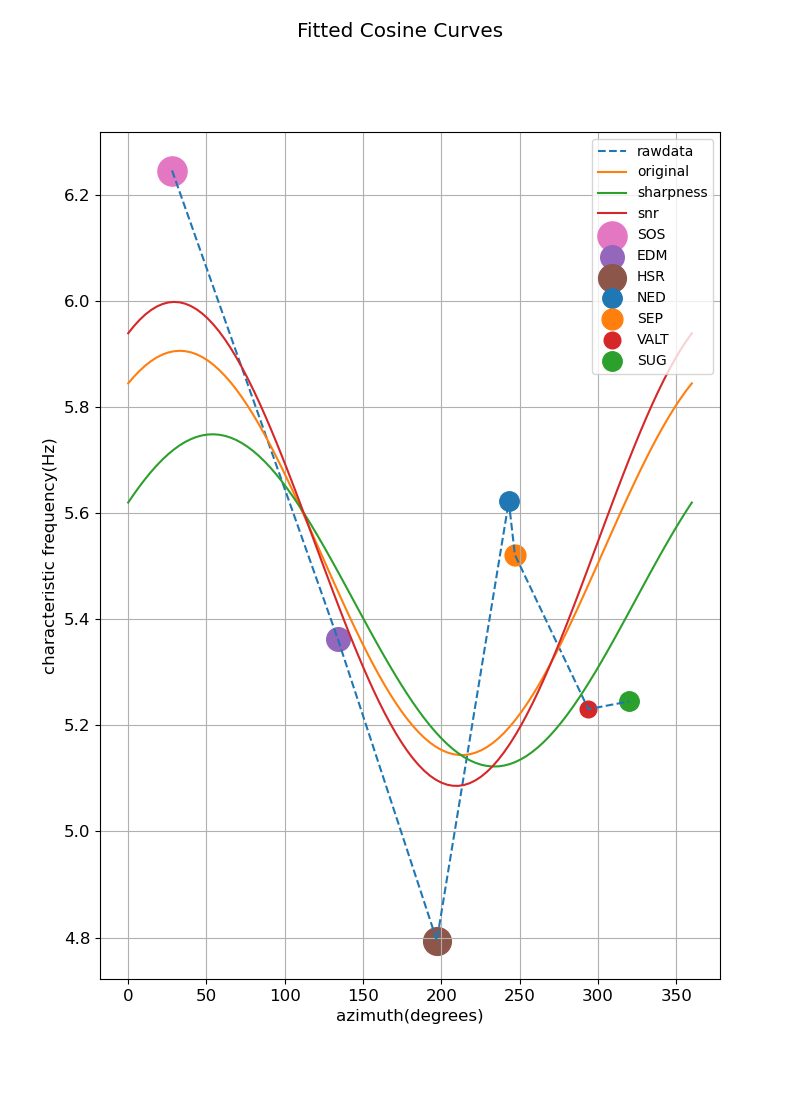 Fitted Cosine Curves
rawdata
original
sharpness
snr
SOS
EDM
HSR
NED
SEP
VALT
SUG
characteristic frequency(Hz)
6.2
6.0
5.8
5.6
5.4
5.2
5.0
4.8
0 50 100 150 200 250 300 350
azimuth(degrees)